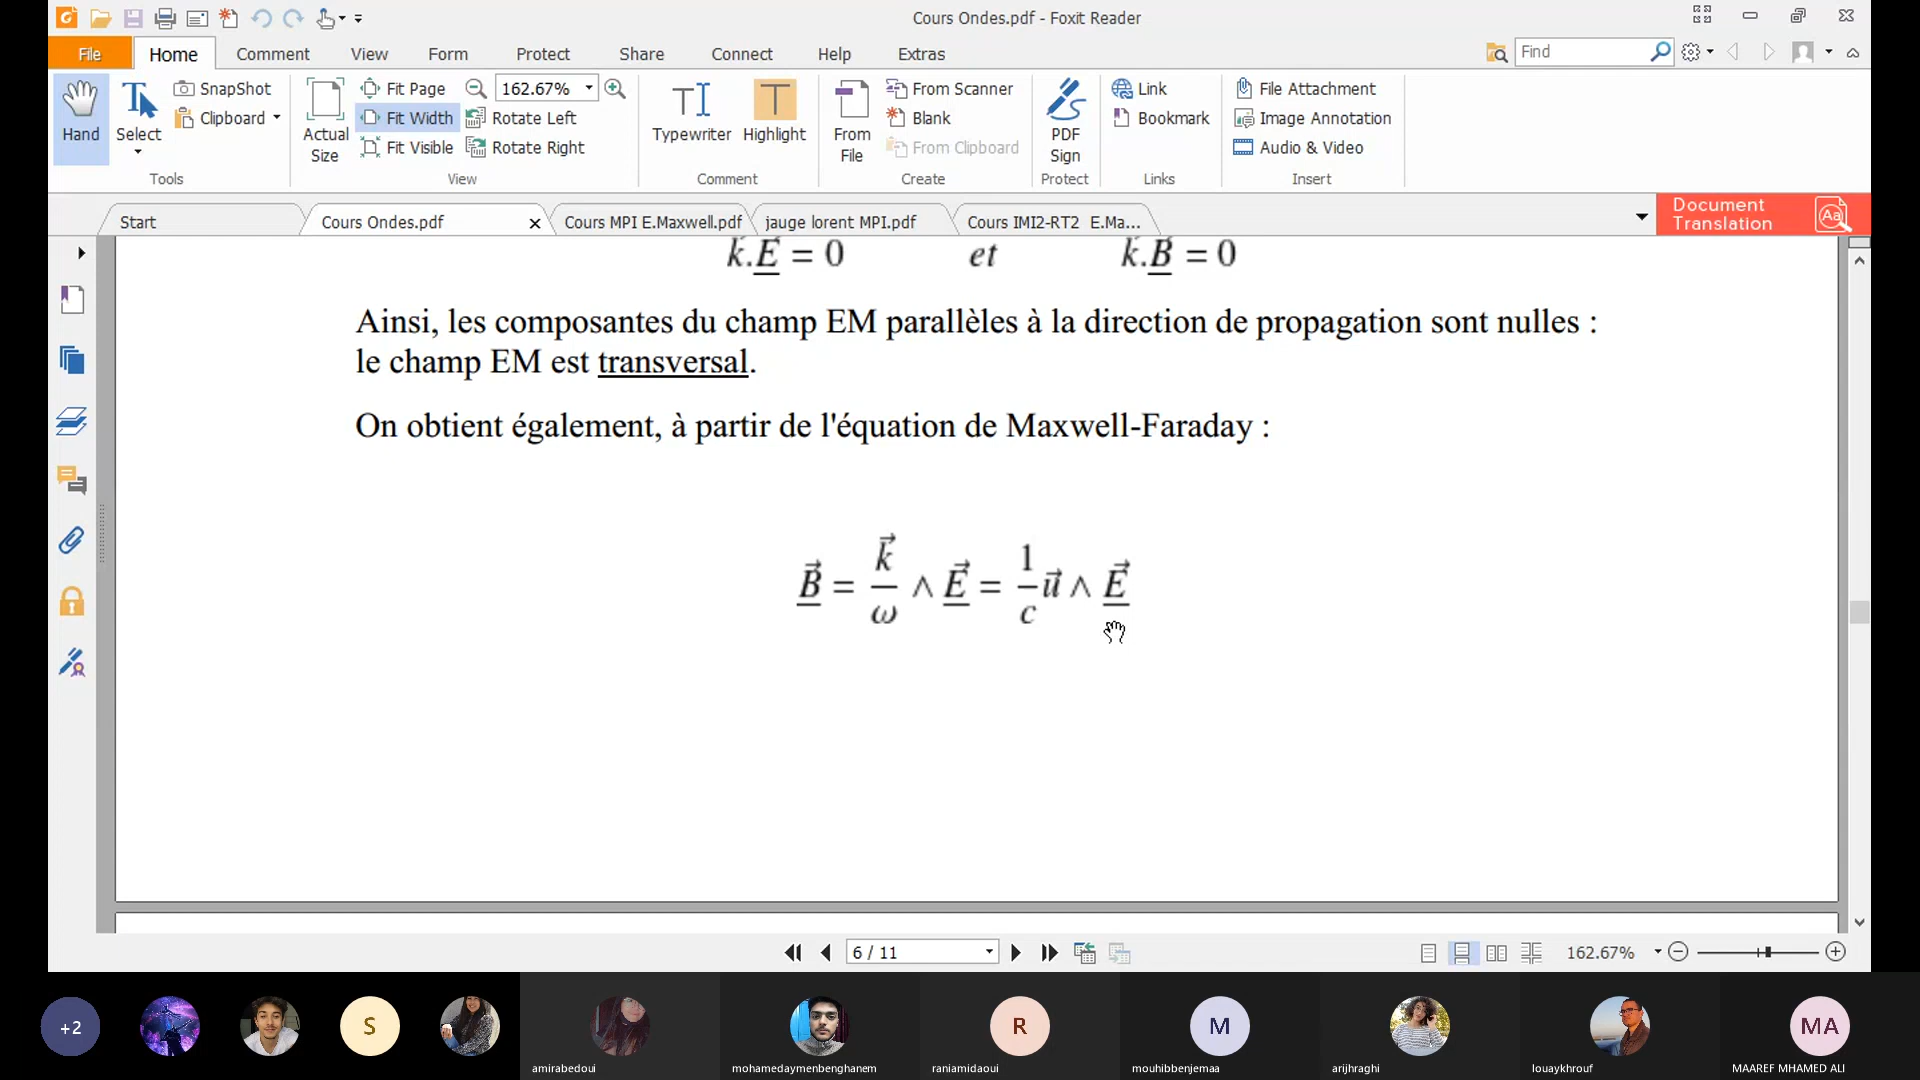 Cours Ondes.pdf - Foxit Reader
File Home Comment View Form Protect Share Connect Help Extras Find
Hand
Select
SnapShot
Clipboard
Tools
Actual Size
Fit Page
Fit Width
Fit Visible
162.67%
Rotate Left
Rotate Right
View
Typewriter
Highlight
Comment
From File
From Scanner
Blank
From Clipboard
Create
PDF Sign
Protect
Link
Bookmark
Links
File Attachment
Image Annotation
Audio & Video
Insert
Start Cours Ondes.pdf Cours MPI E.Maxwell.pdf jauge lorent MPI.pdf Cours IMI2-RT2 E.Ma...
Document Translation
k.E = 0 et k.B = 0
Ainsi, les composantes du champ EM parallèles à la direction de propagation sont nulles :
le champ EM est transversal.
On obtient également, à partir de l'équation de Maxwell-Faraday :
B⃗ = k⃗/ω ∧ E⃗ = 1/c u⃗ ∧ E⃗
6 / 11
162.67%
+2
S
R
M
MA
amirabedoui
mohamedaymenbenghanem
raniamidaoui
mouhibbenjemaa
arijhraghi
louaykhrouf
MAAREF MHAMED ALI